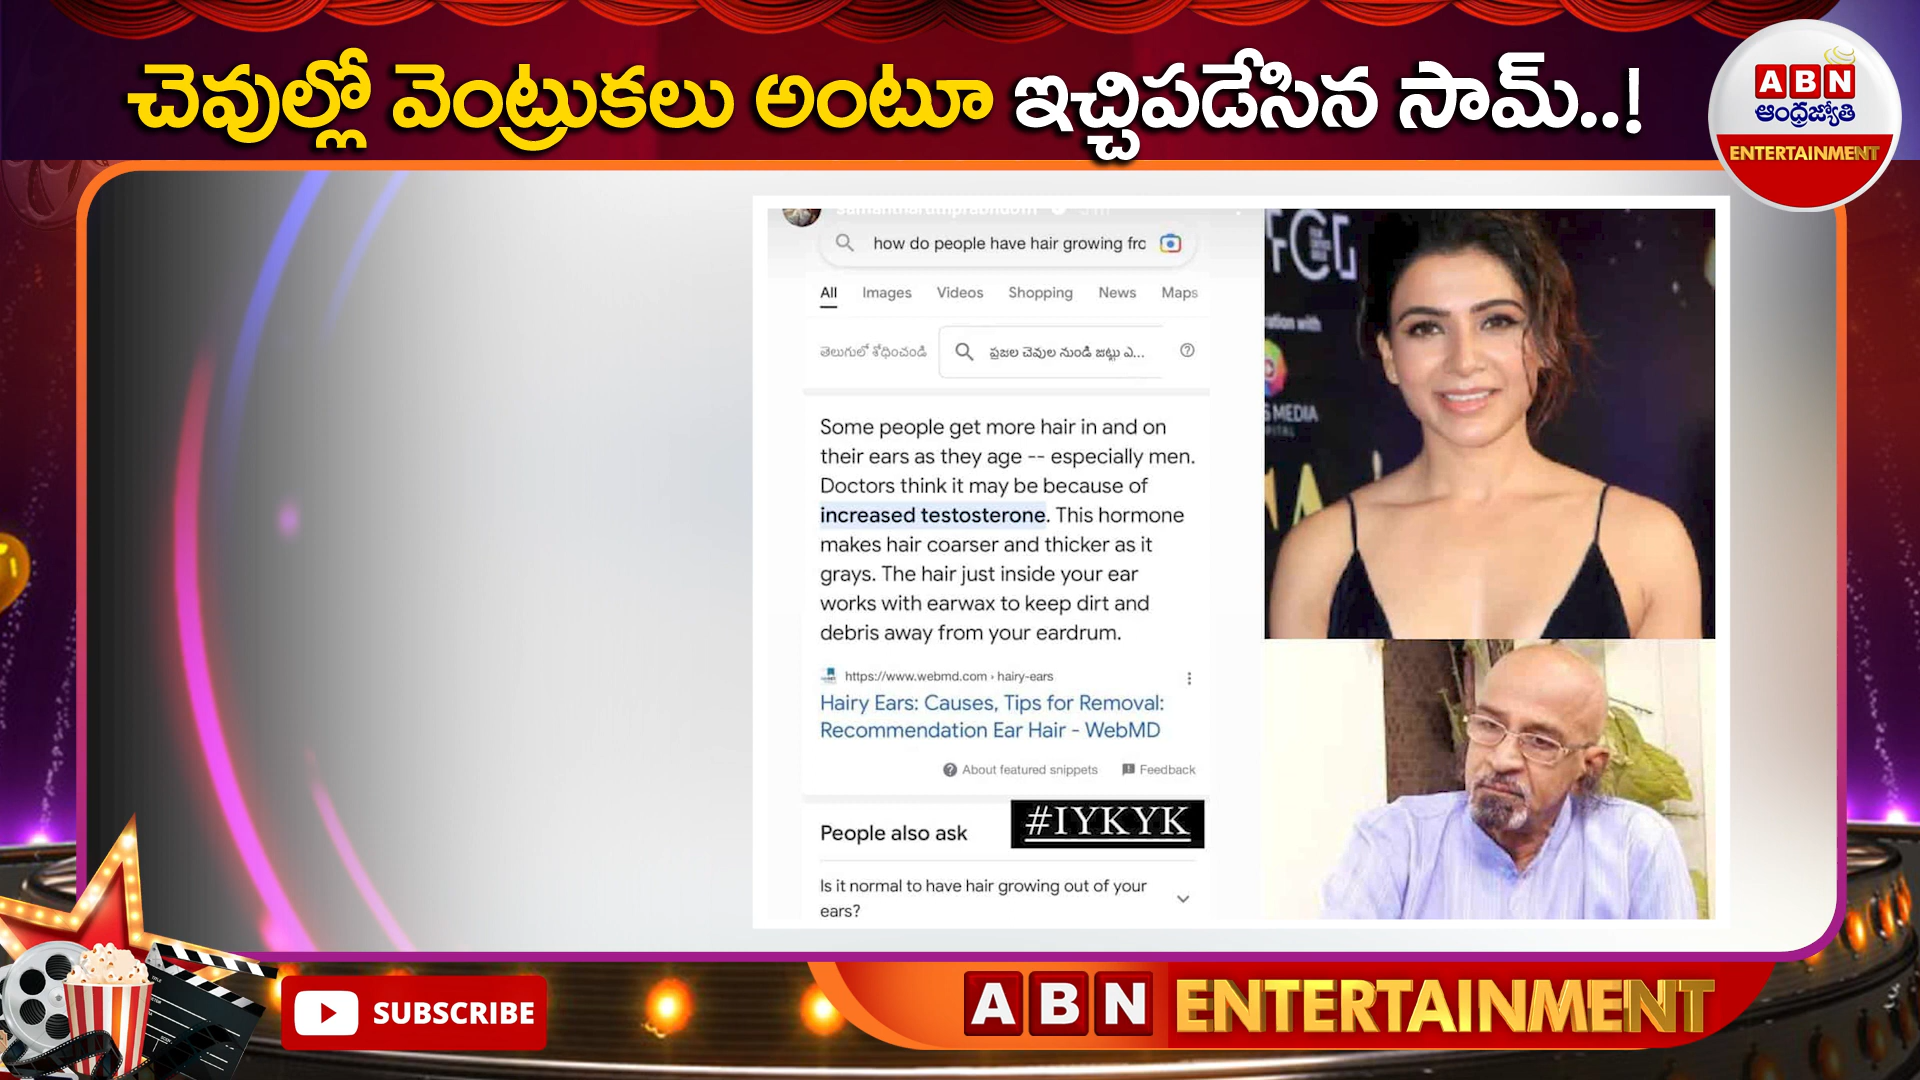 చెవుల్లో వెంట్రుకలు అంటూ ఇచ్చిపడేసిన సామ్..!
ABN
ఆంధ్రజ్యోతి
ENTERTAINMENT
how do people have hair growing fro
All Images Videos Shopping News Maps
తెలుగులో శోధించండి
ప్రజల చెవుల నుండి జుట్టు ఎ...
Some people get more hair in and on
their ears as they age -- especially men.
Doctors think it may be because of
increased testosterone. This hormone
makes hair coarser and thicker as it
grays. The hair just inside your ear
works with earwax to keep dirt and
debris away from your eardrum.
https://www.webmd.com › hairy-ears
Hairy Ears: Causes, Tips for Removal:
Recommendation Ear Hair - WebMD
About featured snippets Feedback
#IYKYK
People also ask
Is it normal to have hair growing out of your
ears?
MEDIA
SUBSCRIBE
ABN ENTERTAINMENT